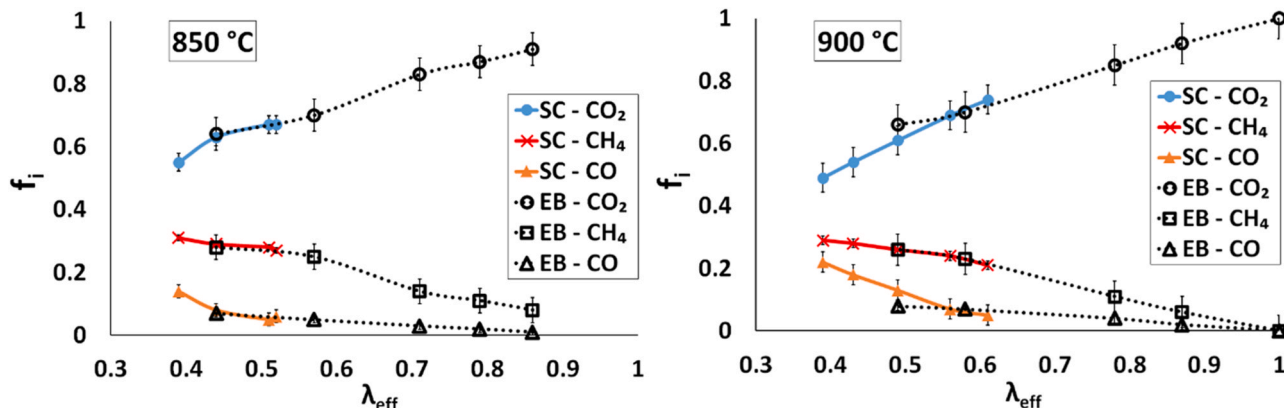 1
0.8
0.6
0.4
0.2
0
0.3 0.4 0.5 0.6 0.7 0.8 0.9 1
fᵢ
λeff
850 °C
SC - CO₂
SC - CH₄
SC - CO
EB - CO₂
EB - CH₄
EB - CO
1
0.8
0.6
0.4
0.2
0
0.3 0.4 0.5 0.6 0.7 0.8 0.9 1
fᵢ
λeff
900 °C
SC - CO₂
SC - CH₄
SC - CO
EB - CO₂
EB - CH₄
EB - CO